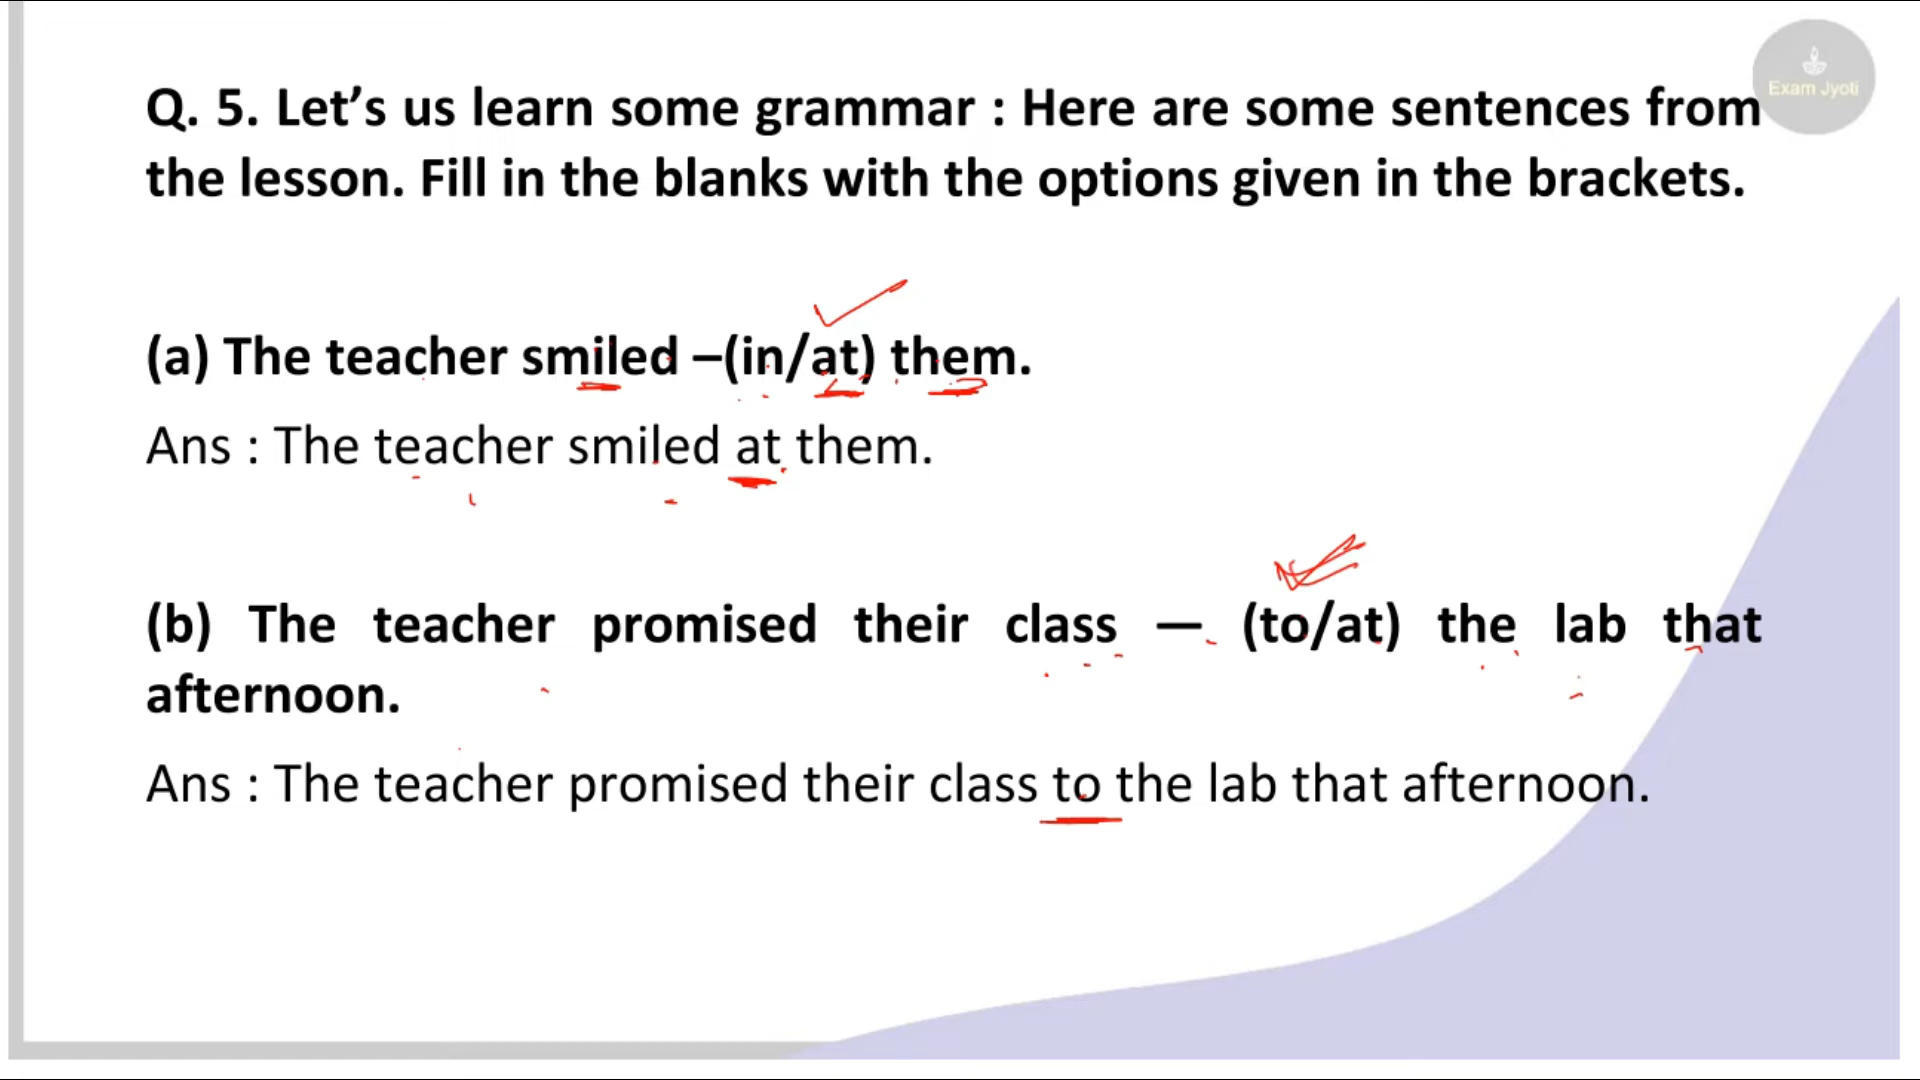 Exam Jyoti
Q. 5. Let’s us learn some grammar : Here are some sentences from
the lesson. Fill in the blanks with the options given in the brackets.
(a) The teacher smiled –(in/at) them.
Ans : The teacher smiled at them.
(b) The teacher promised their class — (to/at) the lab that
afternoon.
Ans : The teacher promised their class to the lab that afternoon.